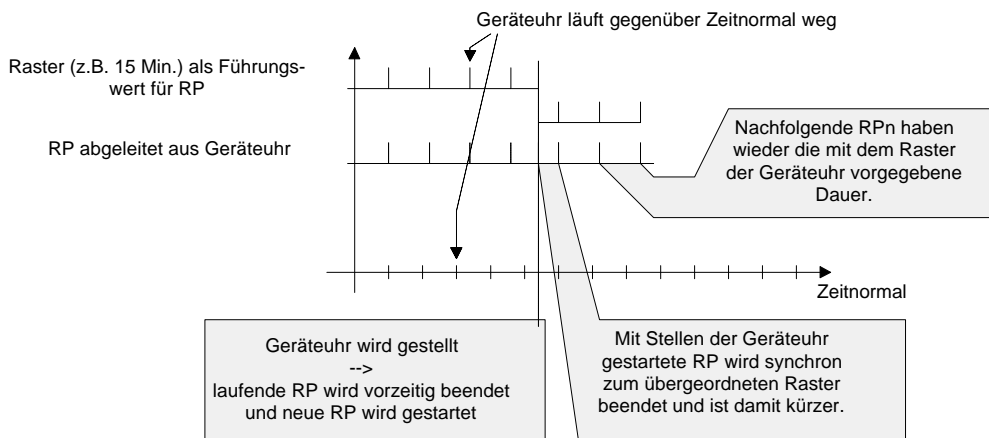 Geräteuhr läuft gegenüber Zeitnormal weg
Raster (z.B. 15 Min.) als Führungs-
wert für RP
RP abgeleitet aus Geräteuhr
Nachfolgende RPn haben
wieder die mit dem Raster
der Geräteuhr vorgegebene
Dauer.
Zeitnormal
Geräteuhr wird gestellt
-->
laufende RP wird vorzeitig beendet
und neue RP wird gestartet
Mit Stellen der Geräteuhr
gestartete RP wird synchron
zum übergeordneten Raster
beendet und ist damit kürzer.